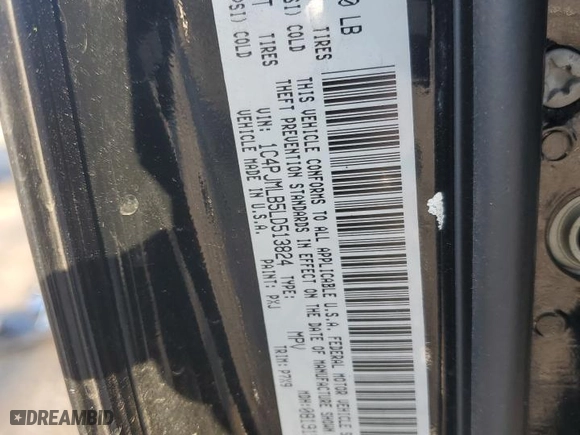 0 LB
TIRES
PSI) COLD
T TIRES
(PSI) COLD
THIS VEHICLE CONFORMS TO ALL APPLICABLE U.S.A. FEDERAL MOTOR VEHICLE
THEFT PREVENTION STANDARDS IN EFFECT ON THE DATE OF MANUFACTURE SHOWN
VIN: 1C4PJMLB5LD513824 TYPE: MPV
VEHICLE MADE IN U.S.A. PAINT: PXJ TRIM: P7X9
DREAMBID